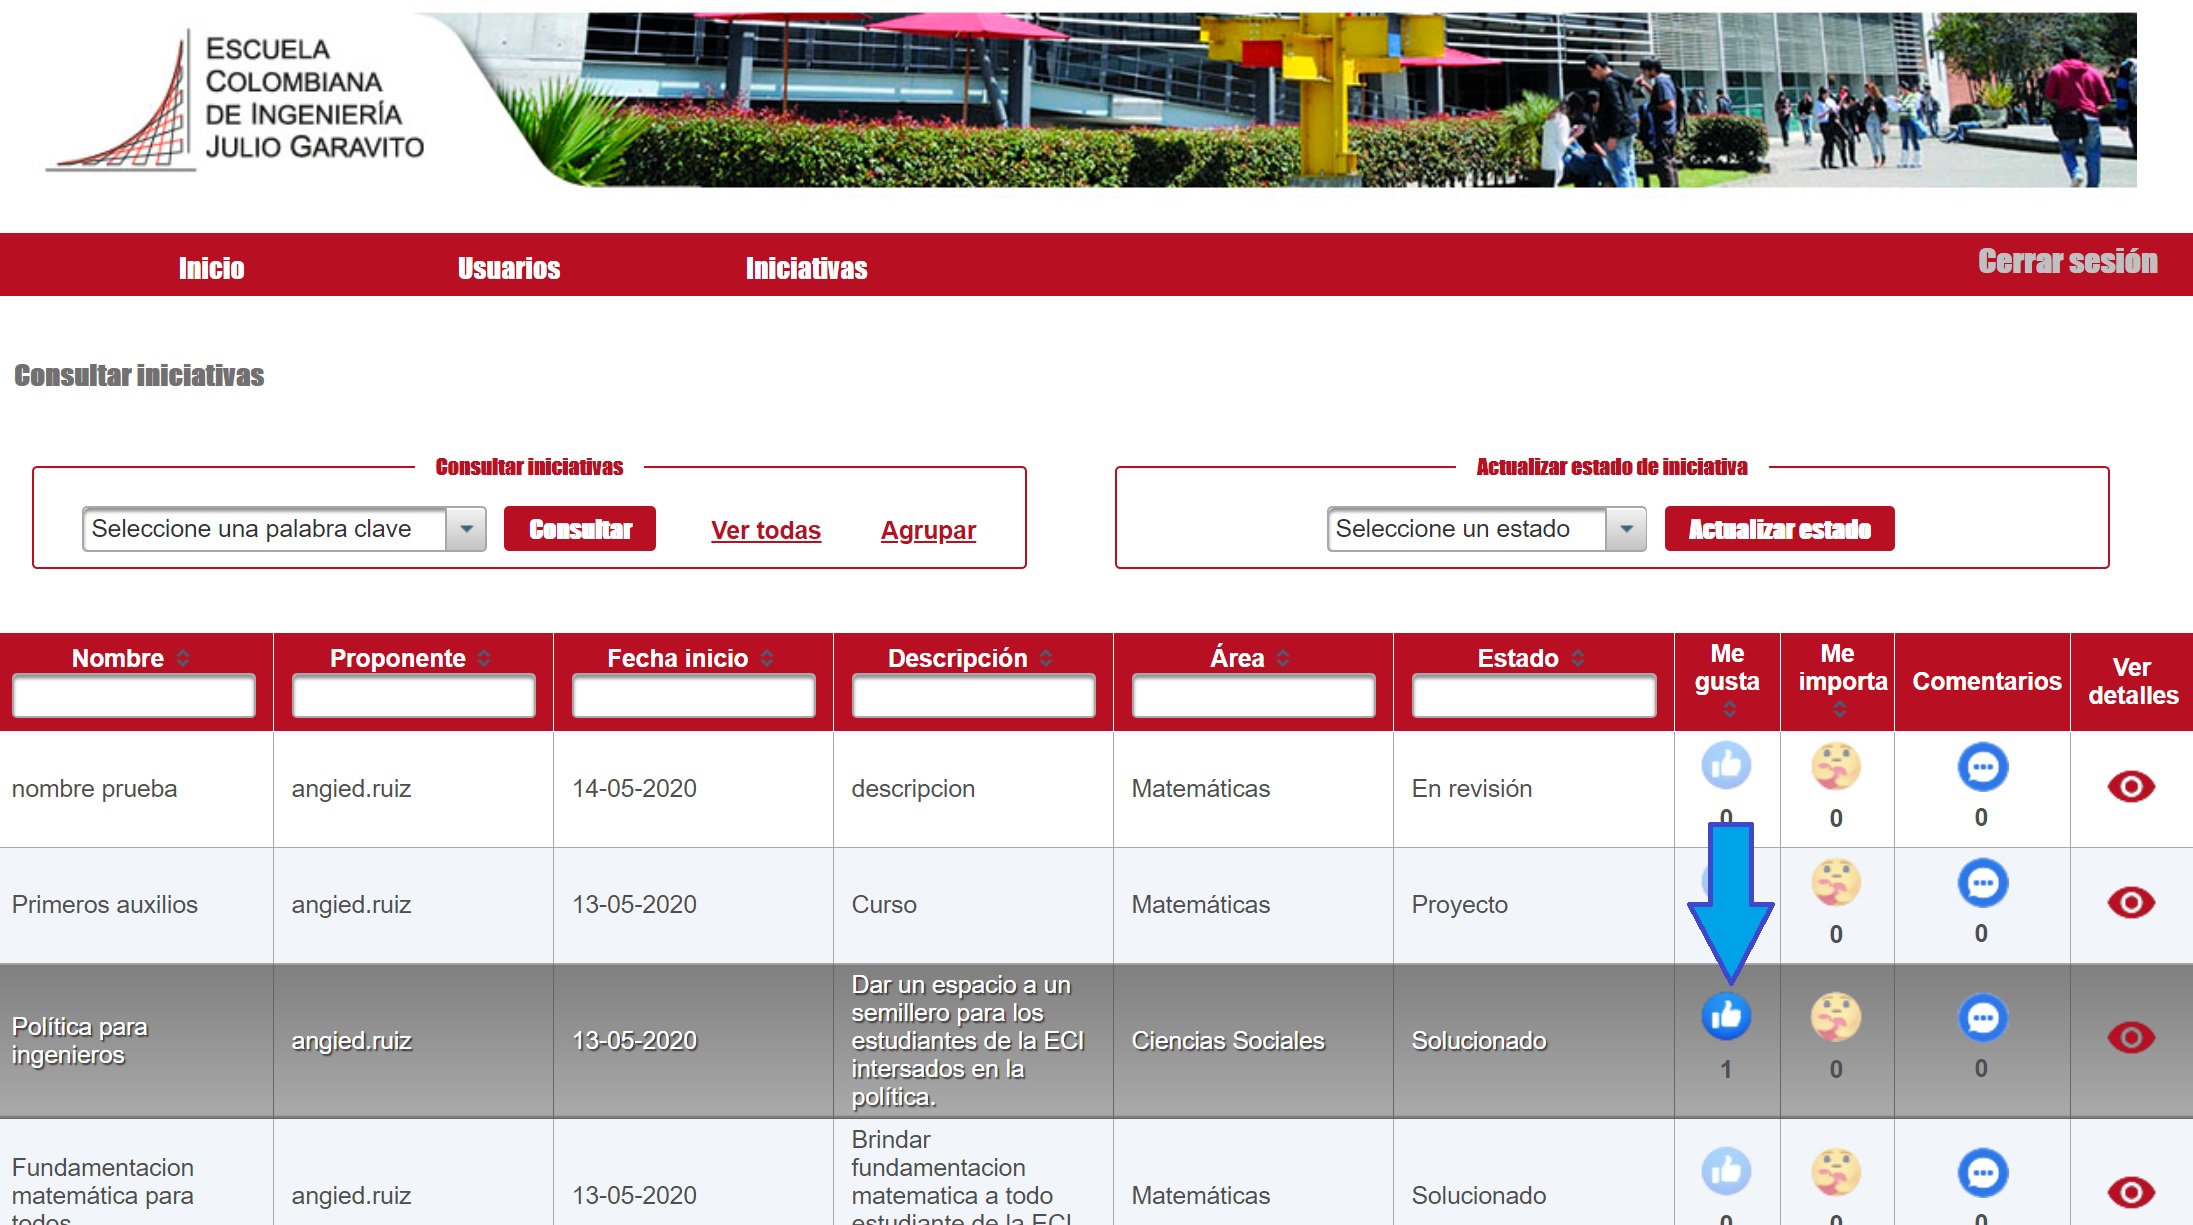 ESCUELA
COLOMBIANA
DE INGENIERÍA
JULIO GARAVITO
Inicio
Usuarios
Iniciativas
Cerrar sesión
Consultar iniciativas
Consultar iniciativas
Seleccione una palabra clave
Consultar
Ver todas
Agrupar
Actualizar estado de iniciativa
Seleccione un estado
Actualizar estado
Nombre
Proponente
Fecha inicio
Descripción
Área
Estado
Me
gusta
Me
importa
Comentarios
Ver
detalles
nombre prueba
angied.ruiz
14-05-2020
descripcion
Matemáticas
En revisión
0
0
0
Primeros auxilios
angied.ruiz
13-05-2020
Curso
Matemáticas
Proyecto
0
0
Política para
ingenieros
angied.ruiz
13-05-2020
Dar un espacio a un
semillero para los
estudiantes de la ECI
intersados en la
política.
Ciencias Sociales
Solucionado
1
0
0
Fundamentacion
matemática para
todos
angied.ruiz
13-05-2020
Brindar
fundamentacion
matematica a todo
estudiante de la ECI
Matemáticas
Solucionado
0
0
0